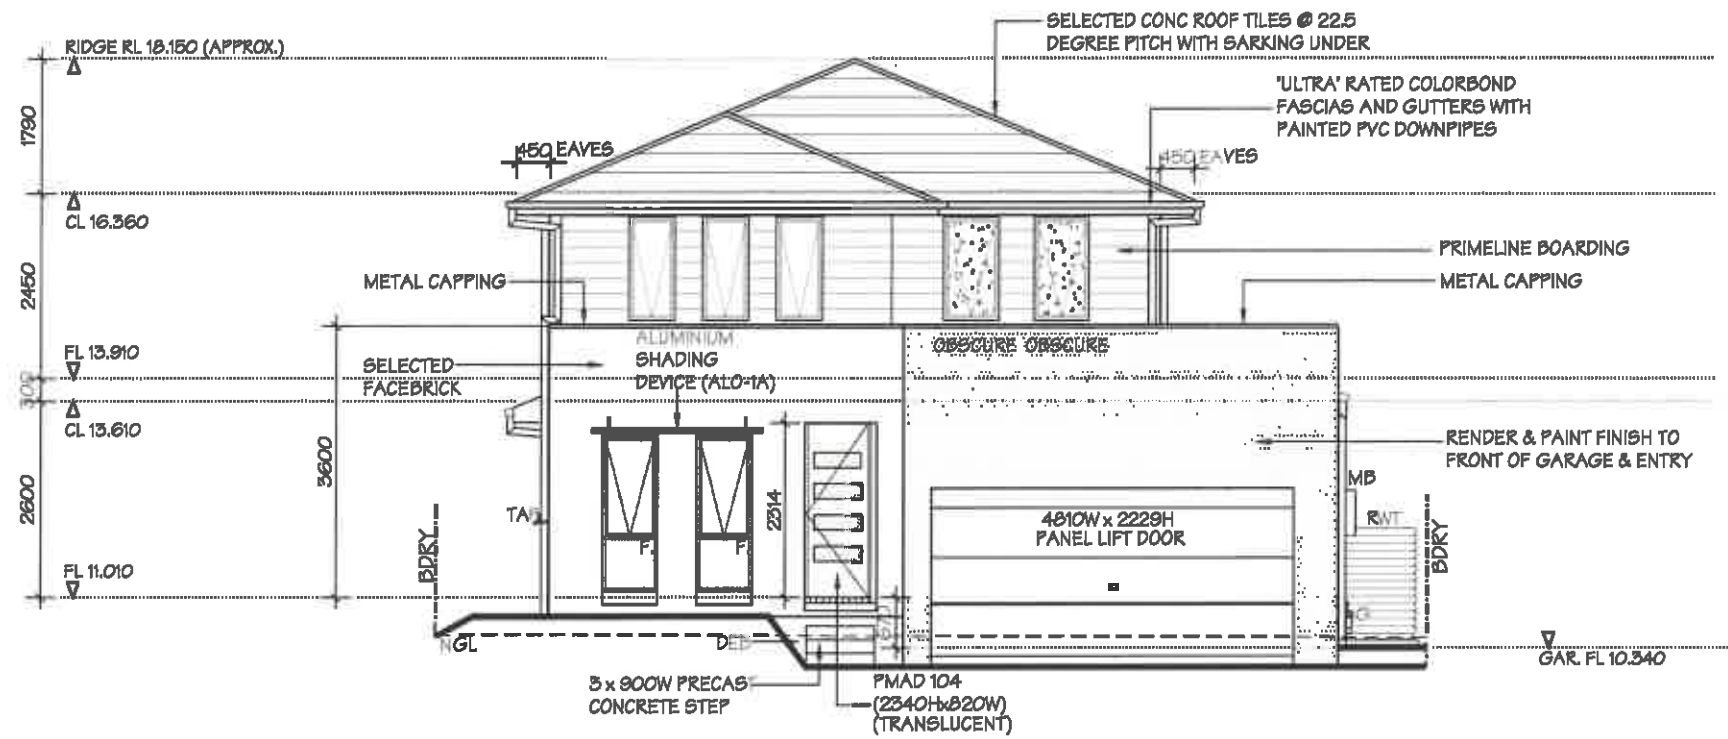 SELECTED CONC ROOF TILES @ 22.5
DEGREE PITCH WITH SARKING UNDER
RIDGE RL 18.150 (APPROX.)
'ULTRA' RATED COLORBOND
FASCIAS AND GUTTERS WITH
PAINTED PVC DOWNPIPES
1790
450 EAVES
450 EAVES
CL 16.360
PRIMELINE BOARDING
2450
METAL CAPPING
METAL CAPPING
ALUMINIUM
SHADING
DEVICE (ALO-1A)
OBSCURE OBSCURE
FL 13.910
SELECTED
FACEBRICK
300
CL 13.610
RENDER & PAINT FINISH TO
FRONT OF GARAGE & ENTRY
3600
2600
2314
MB
TAP
4810W x 2229H
PANEL LIFT DOOR
RWT
F
F
BDRY
BDRY
FL 11.010
G
670
NGL
DED
GAR. FL 10.340
3 x 900W PRECAST
CONCRETE STEP
PMAD 104
(2340Hx820W)
(TRANSLUCENT)